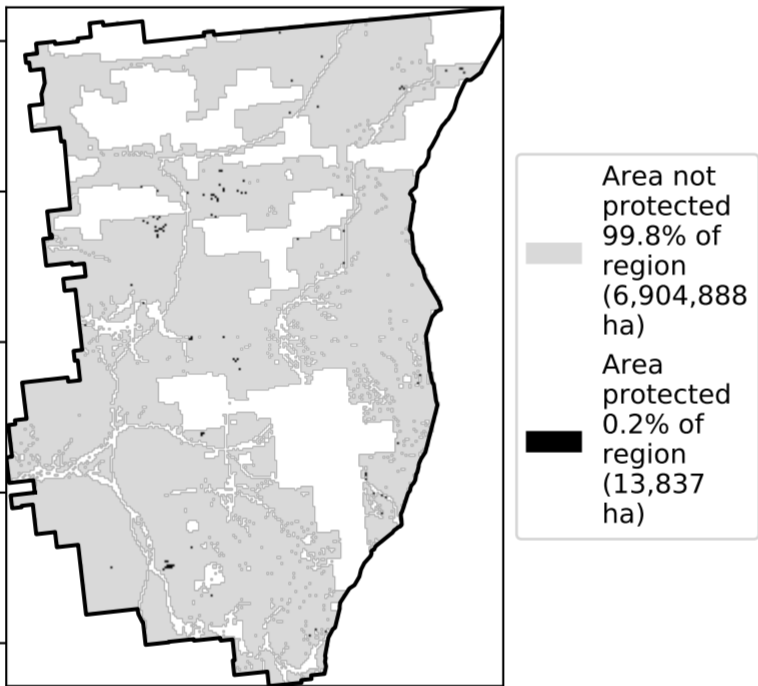 Area not
protected
99.8% of
region
(6,904,888
ha)
Area
protected
0.2% of
region
(13,837
ha)